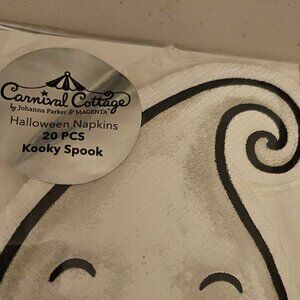 Carnival Cottage
by Johanna Parker & MAGENTA
Halloween Napkins
20 PCS
Kooky Spook